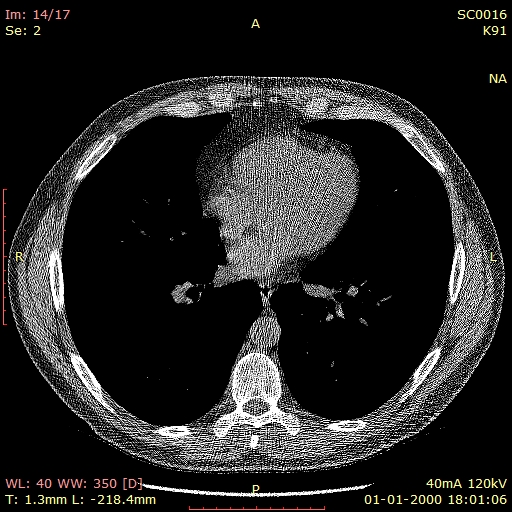 Im: 14/17
Se: 2
A
SC0016
K91
NA
R
L
WL: 40 WW: 350 [D]
T: 1.3mm L: -218.4mm
P
40mA 120kV
01-01-2000 18:01:06